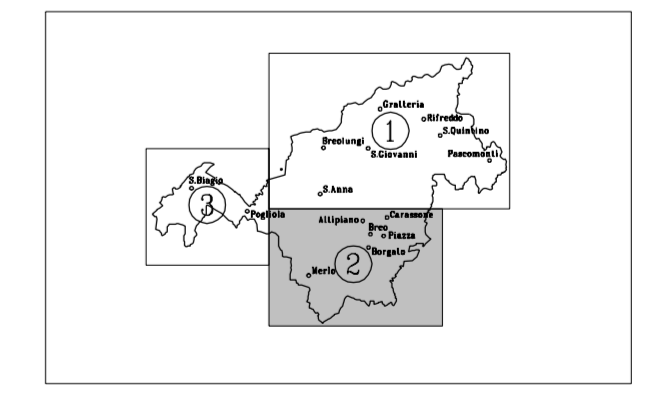 Gratteria
Rifreddo
1
S.Quintino
Breolungi
S.Giovanni
Pascomonti
S.Biagio
S.Anna
3
Pogliola
Altipiano
Carassone
Breo
Piazza
Borgato
2
Merlo